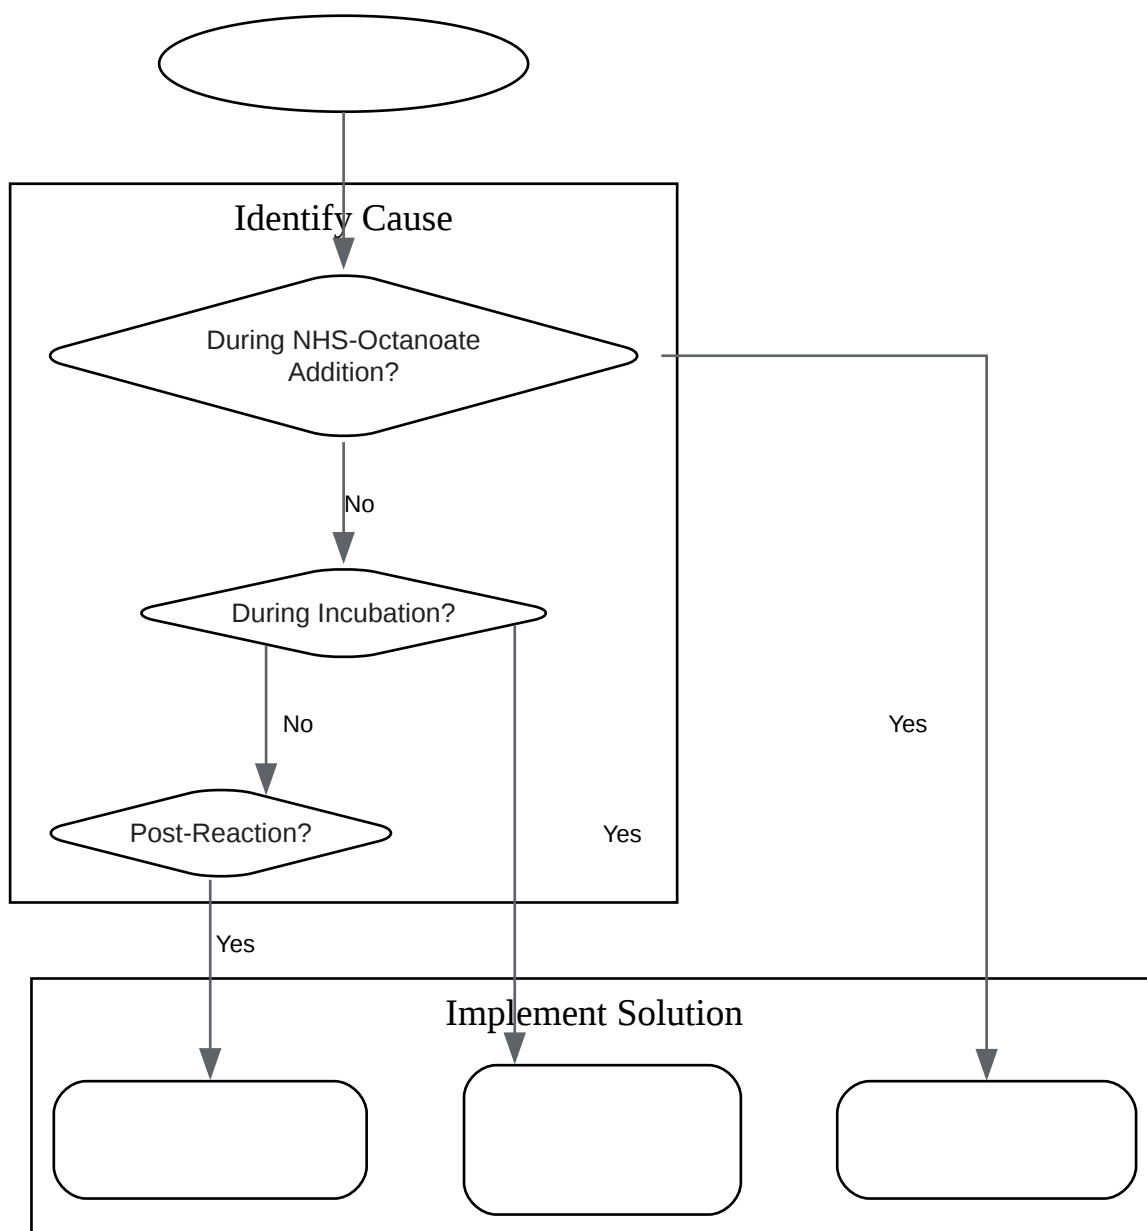 Identify Cause
During NHS-Octanoate
Addition?
No
During Incubation?
No
Yes
Post-Reaction?
Yes
Yes
Implement Solution